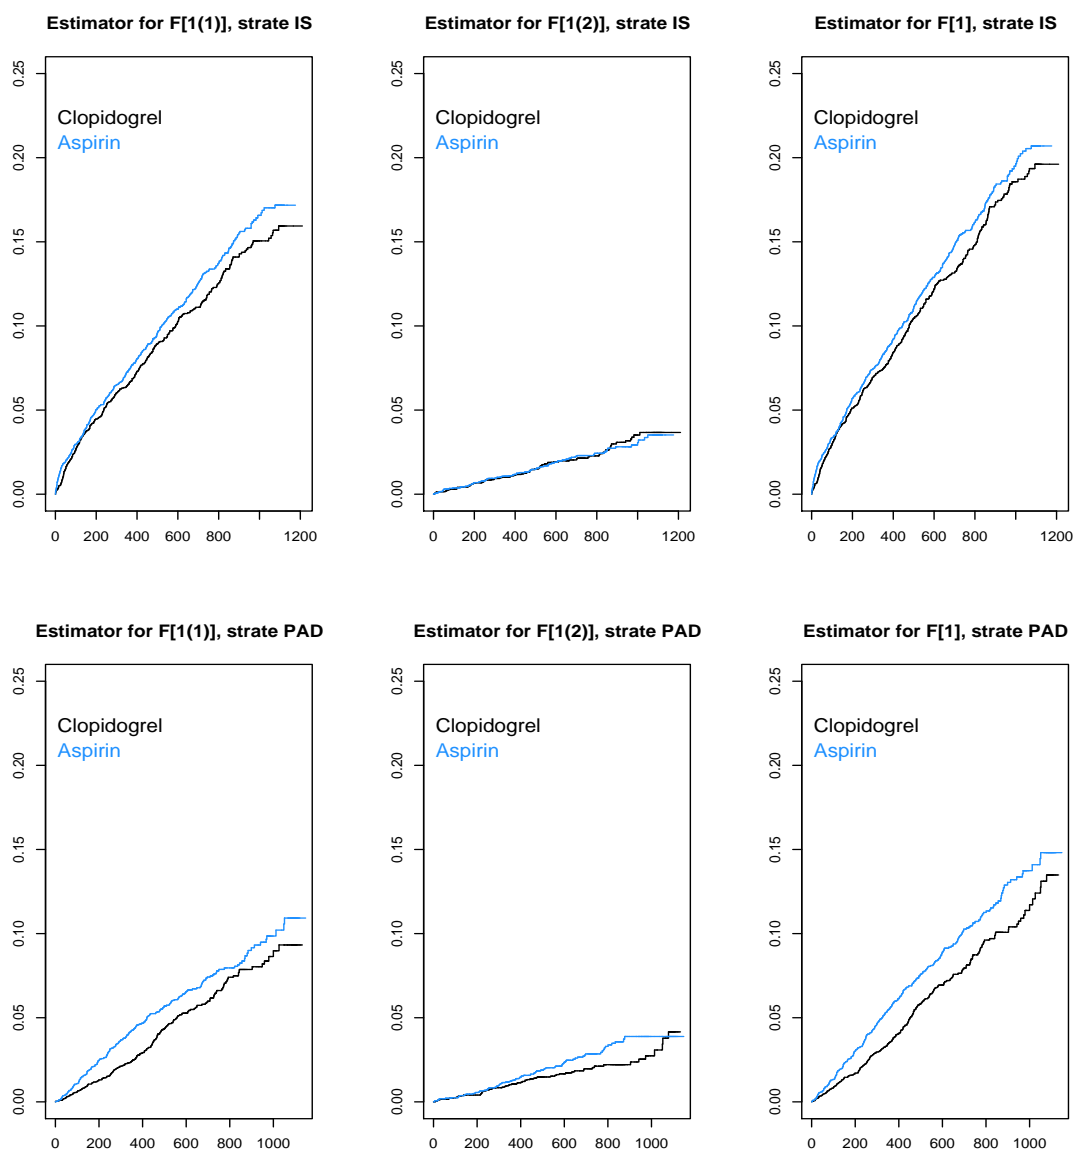 Estimator for F[1(1)], strate IS
0.25
0.20
0.15
0.10
0.05
0.00
Clopidogrel
Aspirin
0 200 400 600 800 1200
Estimator for F[1(2)], strate IS
0.25
0.20
0.15
0.10
0.05
0.00
Clopidogrel
Aspirin
0 200 400 600 800 1200
Estimator for F[1], strate IS
0.25
0.20
0.15
0.10
0.05
0.00
Clopidogrel
Aspirin
0 200 400 600 800 1200
Estimator for F[1(1)], strate PAD
0.25
0.20
0.15
0.10
0.05
0.00
Clopidogrel
Aspirin
0 200 400 600 800 1000
Estimator for F[1(2)], strate PAD
0.25
0.20
0.15
0.10
0.05
0.00
Clopidogrel
Aspirin
0 200 400 600 800 1000
Estimator for F[1], strate PAD
0.25
0.20
0.15
0.10
0.05
0.00
Clopidogrel
Aspirin
0 200 400 600 800 1000